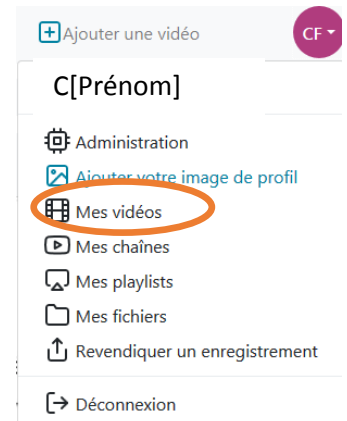 Ajouter une vidéo
CF
C[Prénom]
Administration
Ajouter votre image de profil
Mes vidéos
Mes chaînes
Mes playlists
Mes fichiers
Revendiquer un enregistrement
Déconnexion